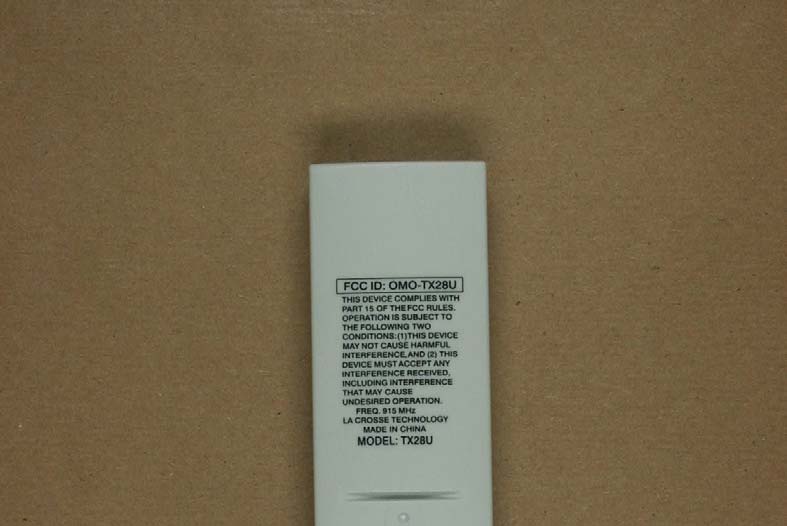 FCC ID: OMO-TX28U
THIS DEVICE COMPLIES WITH
PART 15 OF THE FCC RULES.
OPERATION IS SUBJECT TO
THE FOLLOWING TWO
CONDITIONS: (1)THIS DEVICE
MAY NOT CAUSE HARMFUL
INTERFERENCE,AND (2) THIS
DEVICE MUST ACCEPT ANY
INTERFERENCE RECEIVED,
INCLUDING INTERFERENCE
THAT MAY CAUSE
UNDESIRED OPERATION.
FREQ. 915 MHz
LA CROSSE TECHNOLOGY
MADE IN CHINA
MODEL: TX28U